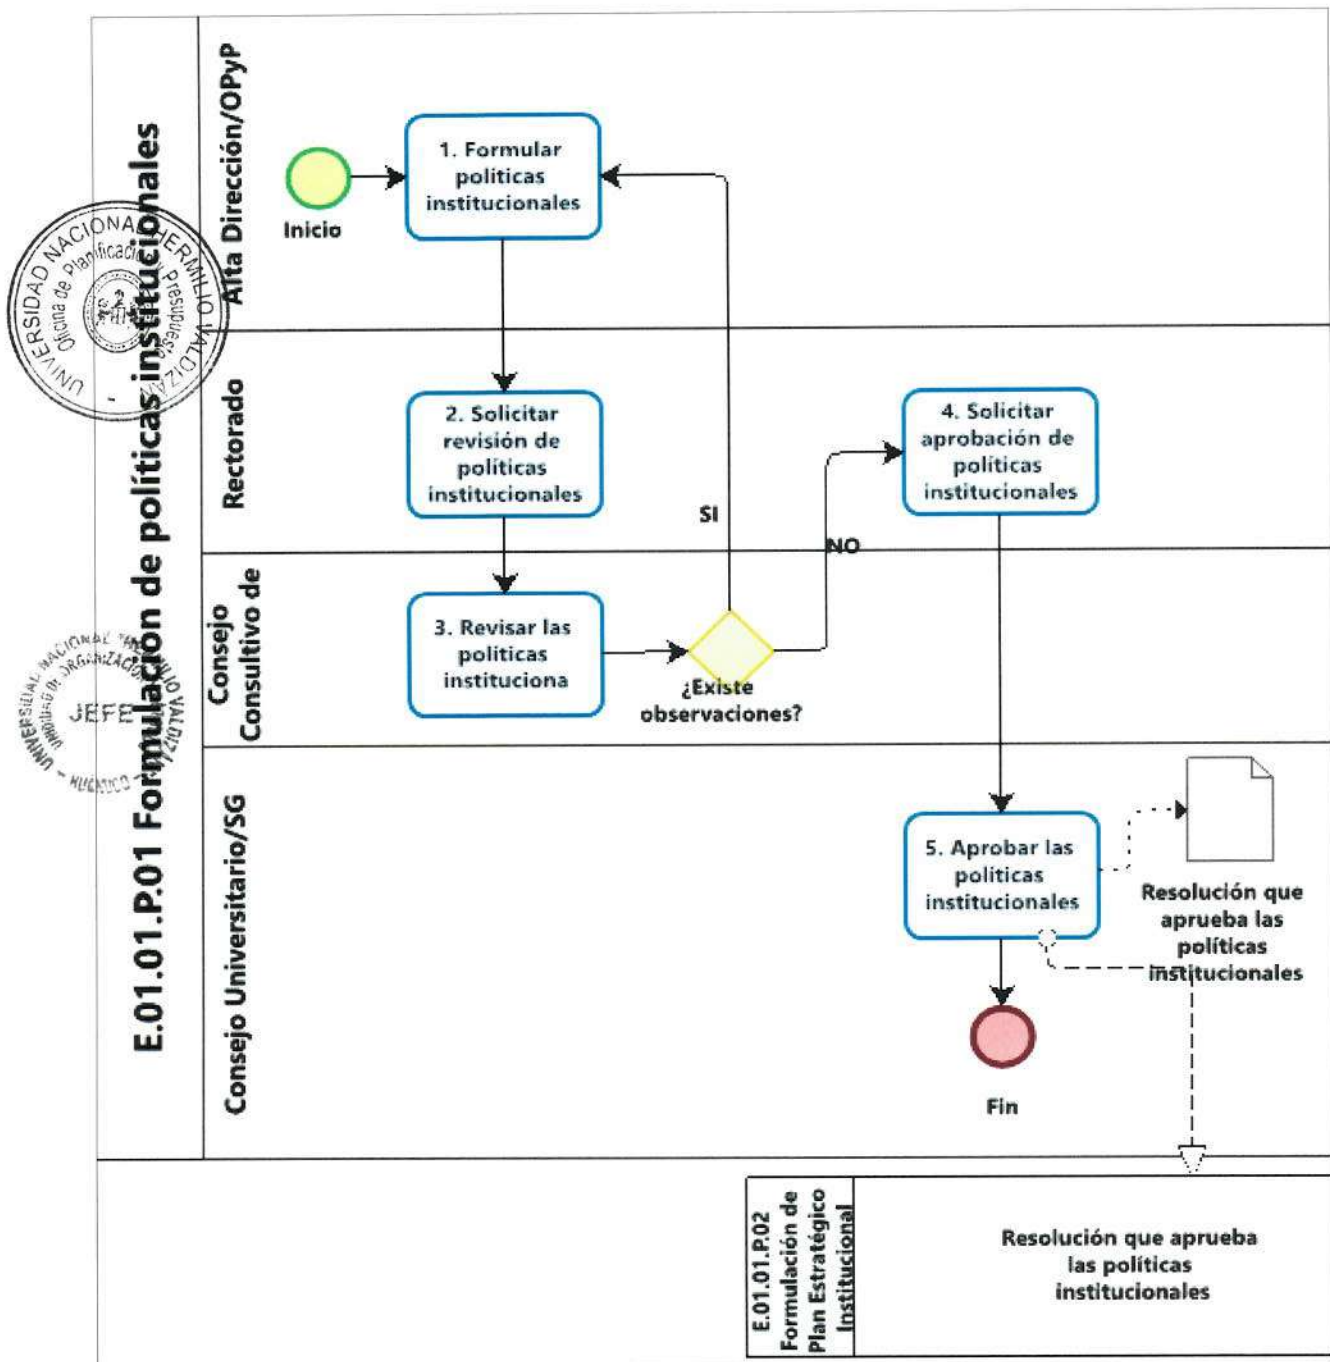 E.01.01.P.01 Formulación de políticas institucionales
Alta Dirección/OPyP
Inicio
1. Formular
políticas
institucionales
UNIVERSIDAD NACIONAL HERMILIO VALDIZAN
Oficina de Planificación y Presupuesto
Rectorado
2. Solicitar
revisión de
políticas
institucionales
SI
NO
4. Solicitar
aprobación de
políticas
institucionales
Consejo
Consultivo de
3. Revisar las
políticas
instituciona
¿Existe
observaciones?
JEFE
Consejo Universitario/SG
5. Aprobar las
políticas
institucionales
Resolución que
aprueba las
políticas
institucionales
Fin
E.01.01.P.02
Formulación de
Plan Estratégico
Institucional
Resolución que aprueba
las políticas
institucionales